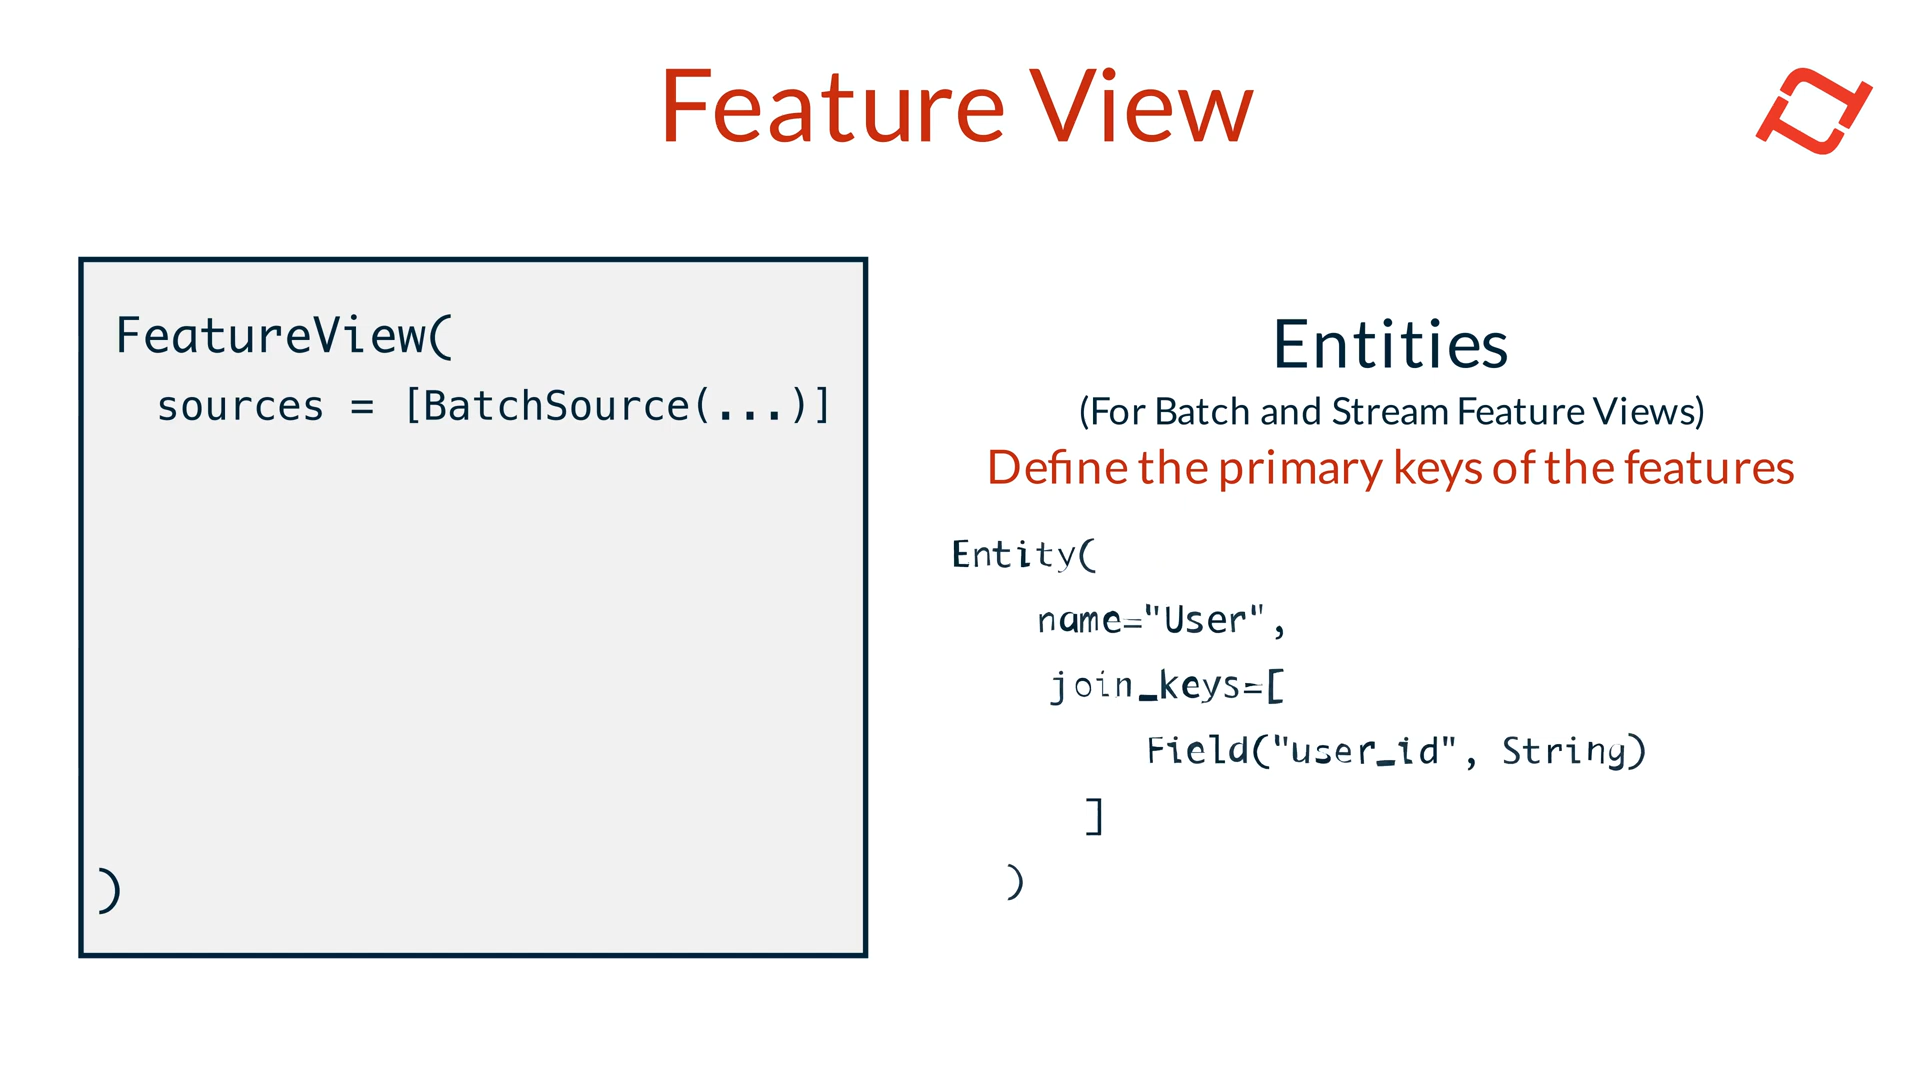 Feature View
FeatureView(
sources = [BatchSource(...)]
)
Entities
(For Batch and Stream Feature Views)
Define the primary keys of the features
Entity(
name="User",
join_keys=[
Field("user_id", String)
]
)